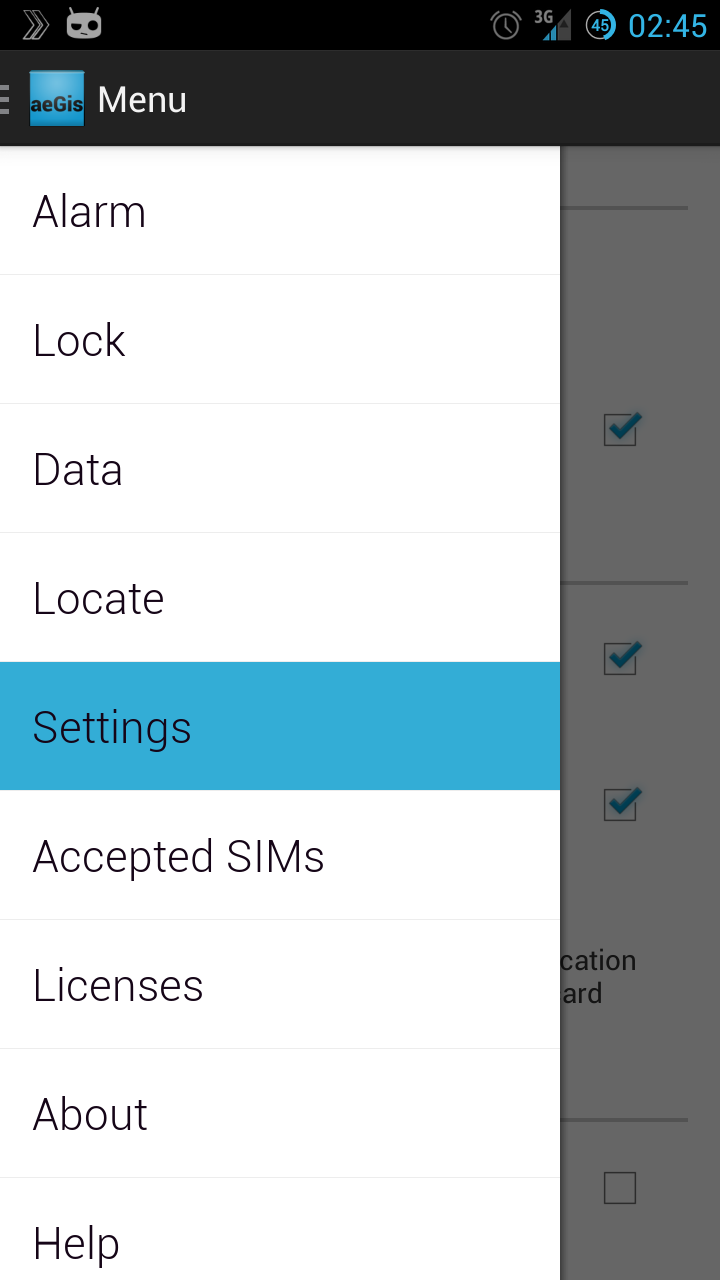 3G 45 02:45
aeGis Menu
Alarm
Lock
Data
Locate
Settings
Accepted SIMs
Licenses
cation
ard
About
Help